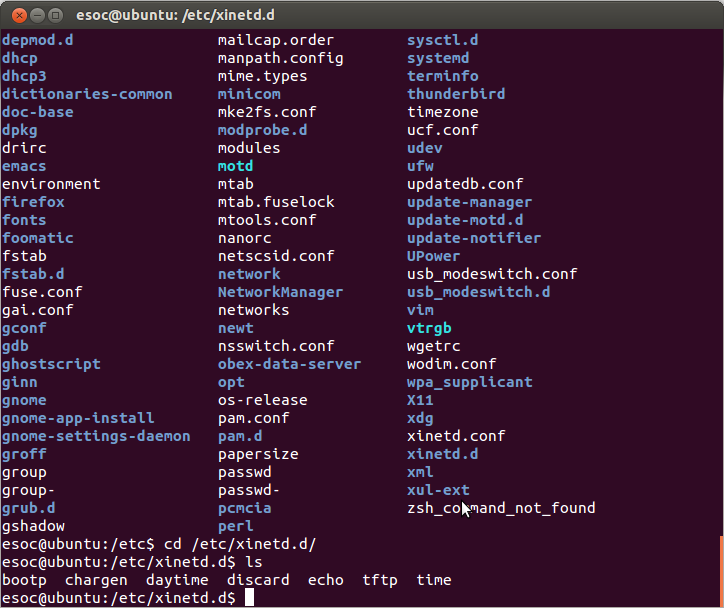 esoc@ubuntu: /etc/xinetd.d
depmod.d mailcap.order sysctl.d
dhcp manpath.config systemd
dhcp3 mime.types terminfo
dictionaries-common minicom thunderbird
doc-base mke2fs.conf timezone
dpkg modprobe.d ucf.conf
drirc modules udev
emacs motd ufw
environment mtab updatedb.conf
firefox mtab.fuselock update-manager
fonts mtools.conf update-motd.d
foomatic nanorc update-notifier
fstab netscsid.conf UPower
fstab.d network usb_modeswitch.conf
fuse.conf NetworkManager usb_modeswitch.d
gai.conf networks vim
gconf newt vtrgb
gdb nsswitch.conf wgetrc
ghostscript obex-data-server wodim.conf
ginn opt wpa_supplicant
gnome os-release X11
gnome-app-install pam.conf xdg
gnome-settings-daemon pam.d xinetd.conf
groff papersize xinetd.d
group passwd xml
group- passwd- xul-ext
grub.d pcmcia zsh_command_not_found
gshadow perl
esoc@ubuntu:/etc$ cd /etc/xinetd.d/
esoc@ubuntu:/etc/xinetd.d$ ls
bootp chargen daytime discard echo tftp time
esoc@ubuntu:/etc/xinetd.d$